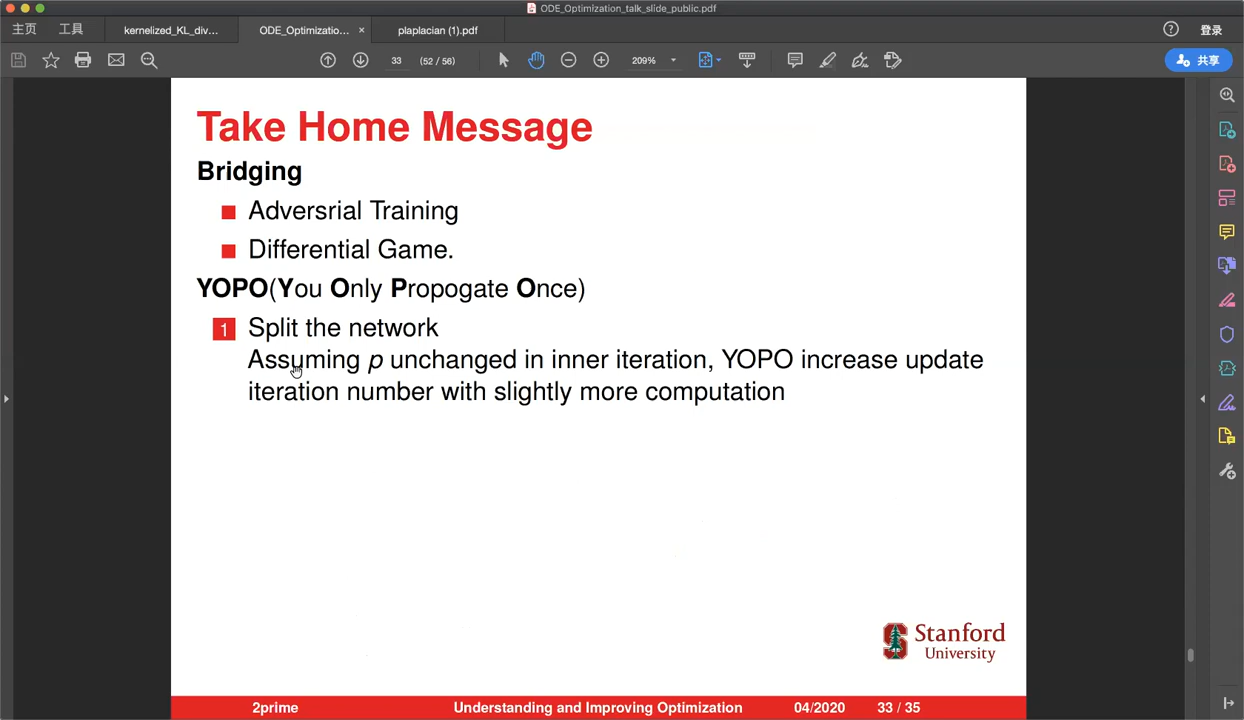 ODE_Optimization_talk_slide_public.pdf
主页 工具 kernelized_KL_div... ODE_Optimizatio... × plaplacian (1).pdf 登录
33 (52 / 56) 209% 共享
Take Home Message
Bridging
Adversrial Training
Differential Game.
YOPO(You Only Propogate Once)
1 Split the network
Assuming p unchanged in inner iteration, YOPO increase update
iteration number with slightly more computation
Stanford
University
2prime Understanding and Improving Optimization 04/2020 33 / 35